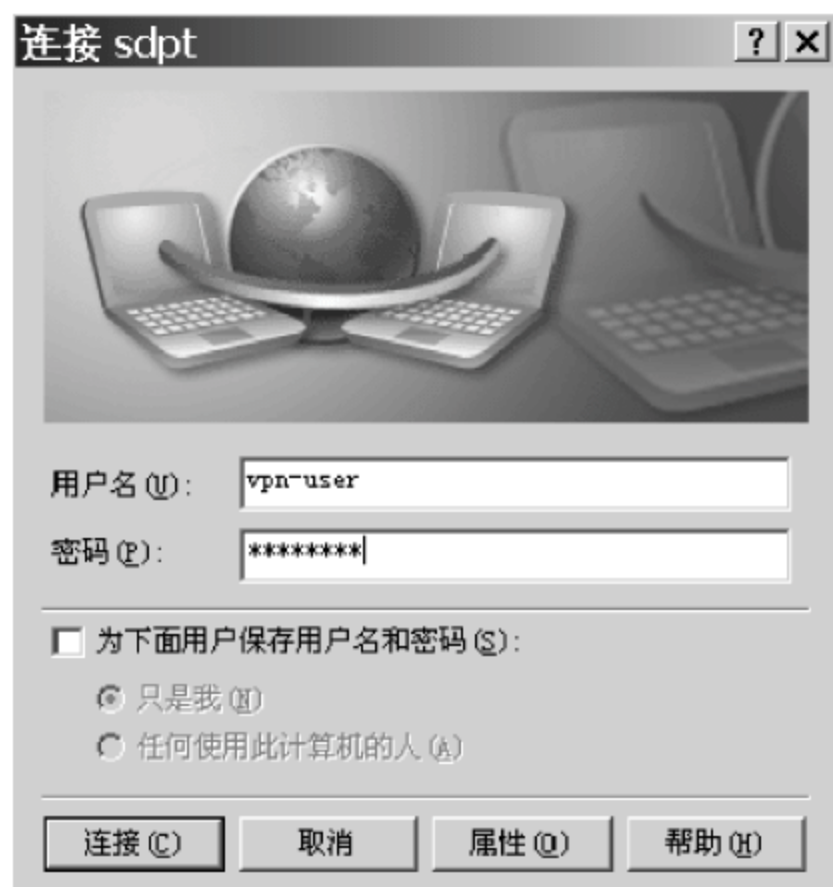 连接 sdpt
用户名(U):
vpn-user
密码(P):
********
为下面用户保存用户名和密码(S):
只是我(N)
任何使用此计算机的人(A)
连接(C)
取消
属性(O)
帮助(H)